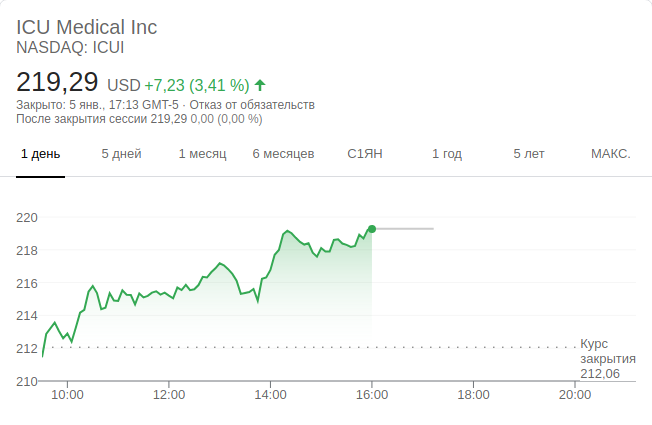 ICU Medical Inc
NASDAQ: ICUI
219,29 USD +7,23 (3,41 %)
Закрыто: 5 янв., 17:13 GMT-5 · Отказ от обязательств
После закрытия сессии 219,29 0,00 (0,00 %)
1 день 5 дней 1 месяц 6 месяцев С1ЯН 1 год 5 лет МАКС.
220
218
216
214
212
210
Курс
закрытия
212,06
10:00 12:00 14:00 16:00 18:00 20:00